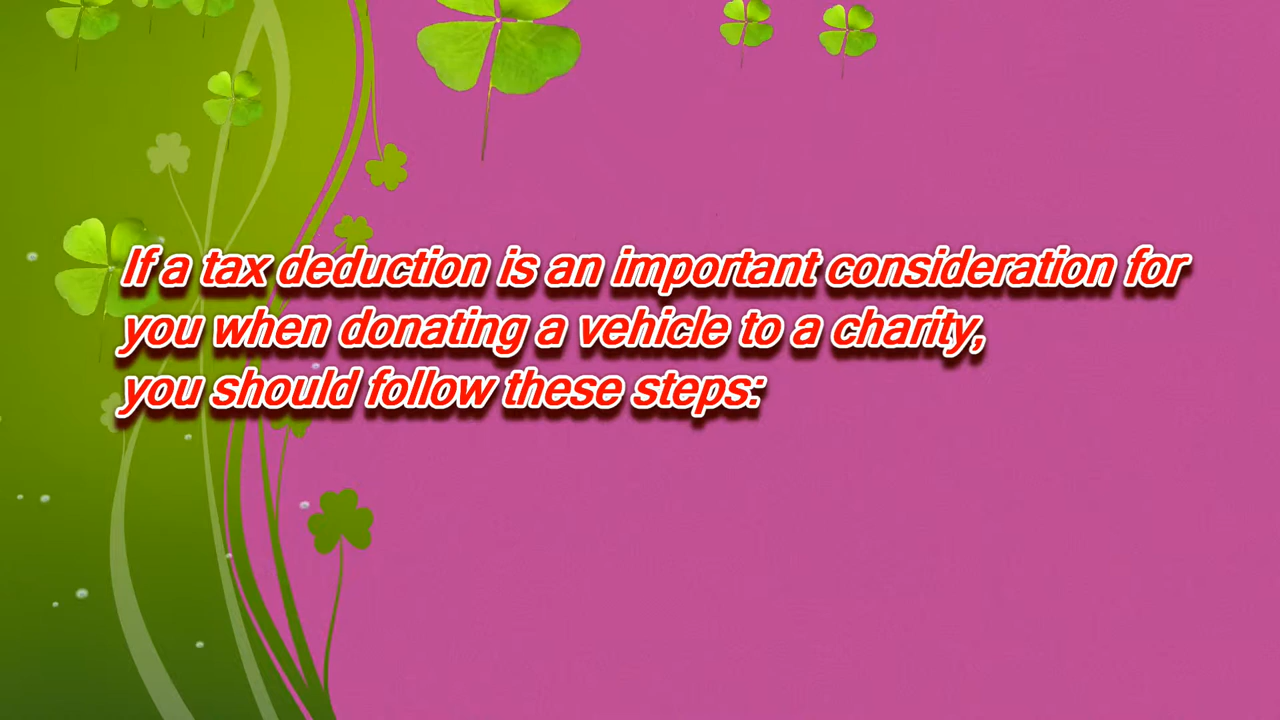 If a tax deduction is an important consideration for
you when donating a vehicle to a charity,
you should follow these steps: